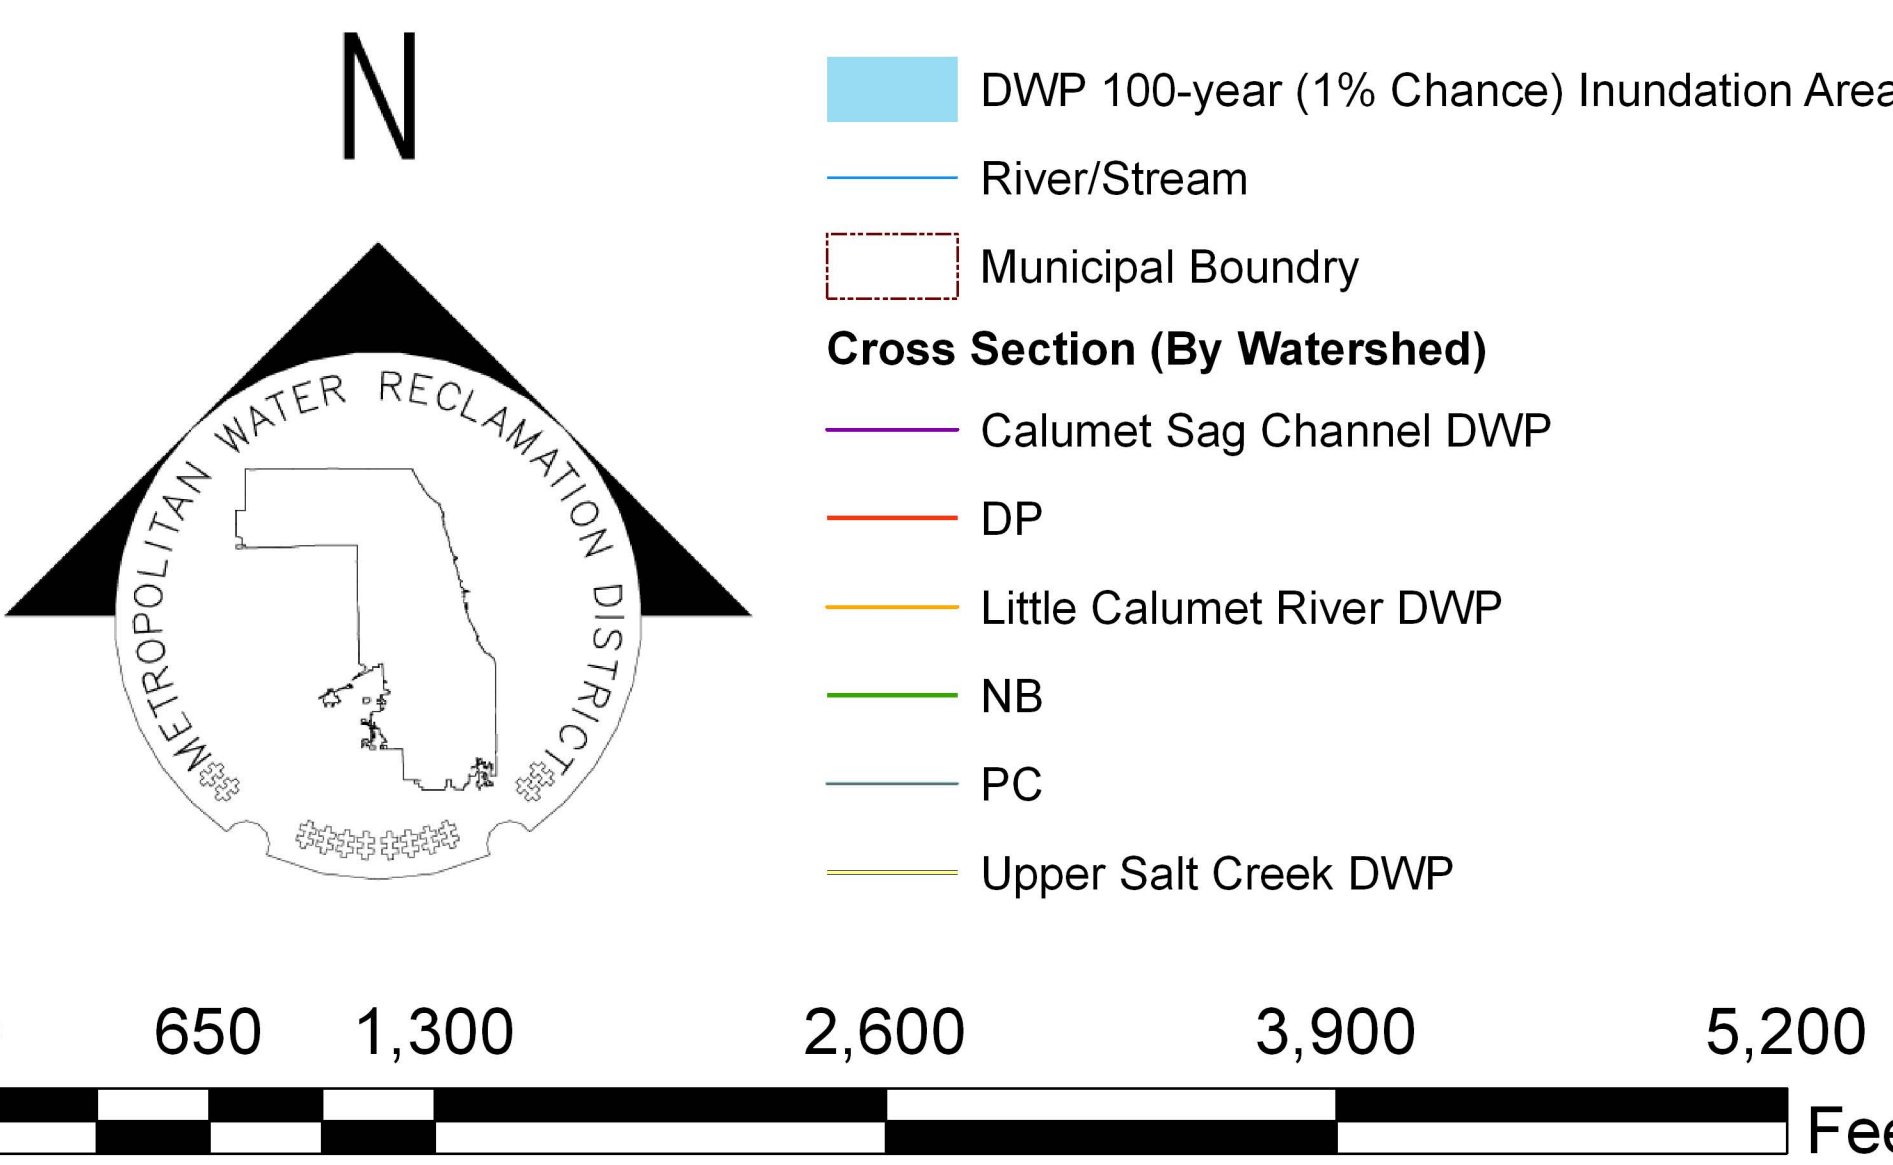 N
METROPOLITAN WATER RECLAMATION DISTRICT
DWP 100-year (1% Chance) Inundation Area
River/Stream
Municipal Boundry
Cross Section (By Watershed)
Calumet Sag Channel DWP
DP
Little Calumet River DWP
NB
PC
Upper Salt Creek DWP
650 1,300 2,600 3,900 5,200
Fee